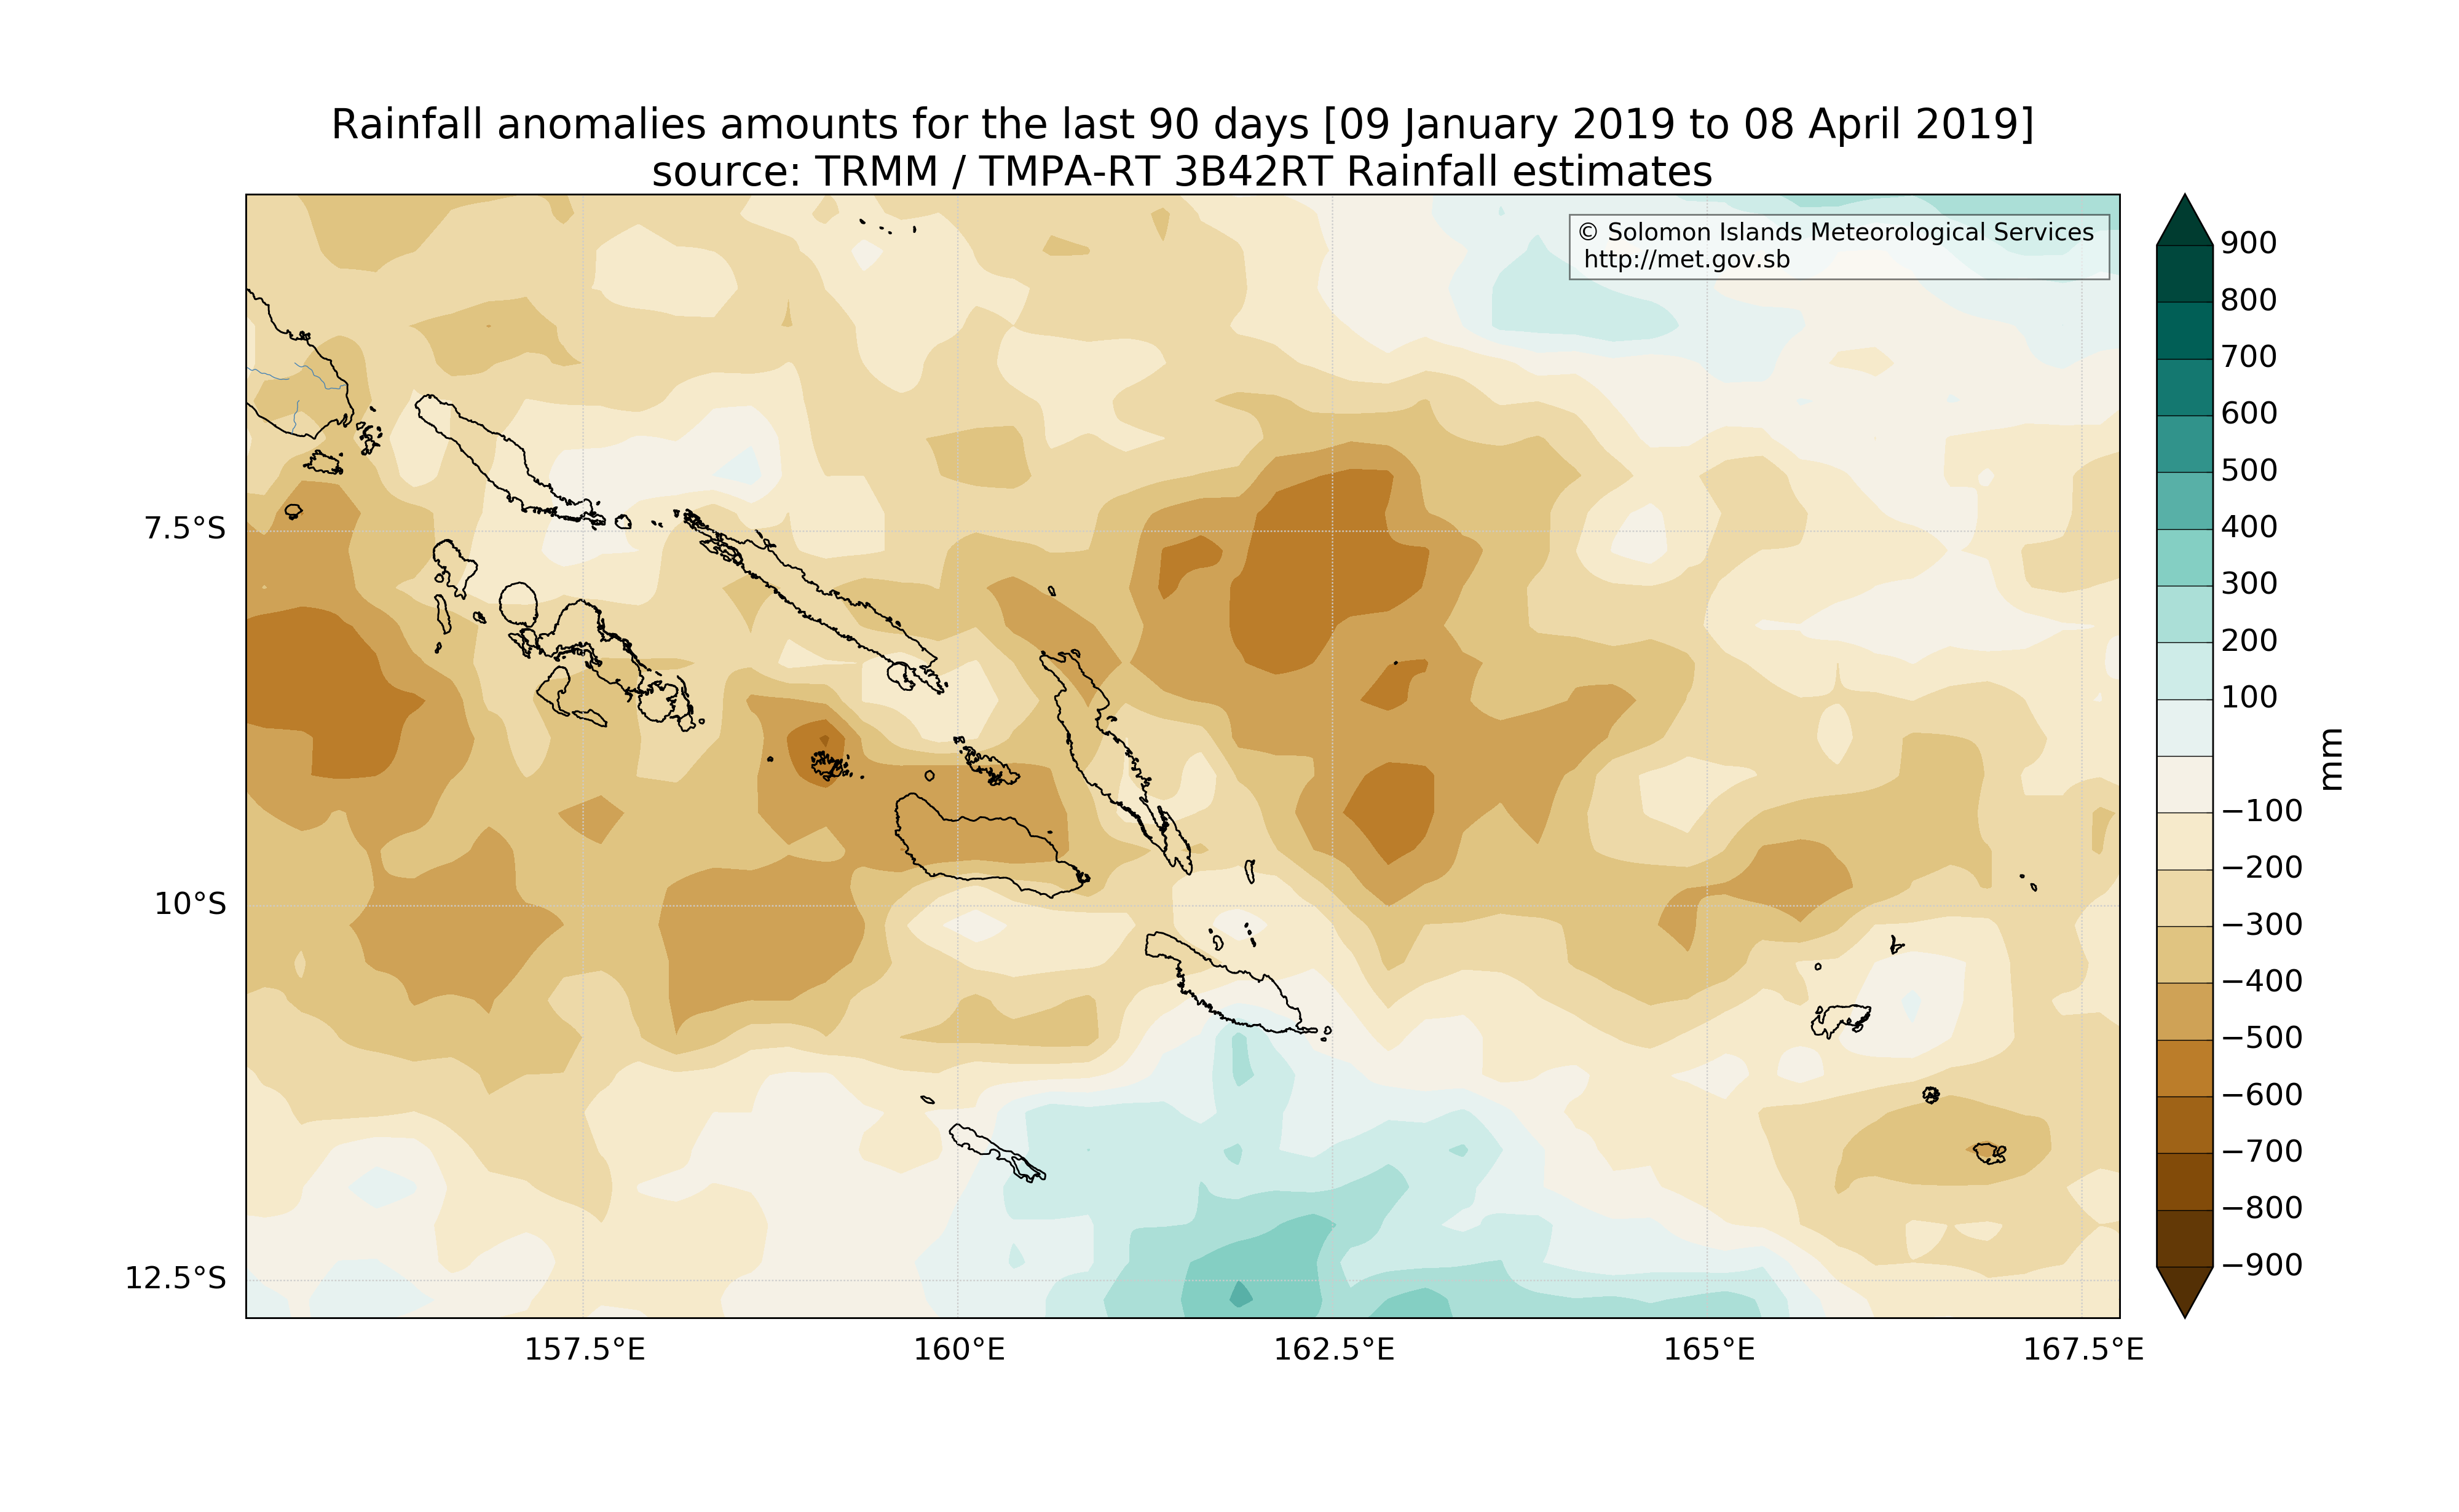 Rainfall anomalies amounts for the last 90 days [09 January 2019 to 08 April 2019]
source: TRMM / TMPA-RT 3B42RT Rainfall estimates
© Solomon Islands Meteorological Services
http://met.gov.sb
7.5°S
10°S
12.5°S
157.5°E
160°E
162.5°E
165°E
167.5°E
900
800
700
600
500
400
300
200
100
−100
−200
−300
−400
−500
−600
−700
−800
−900
mm